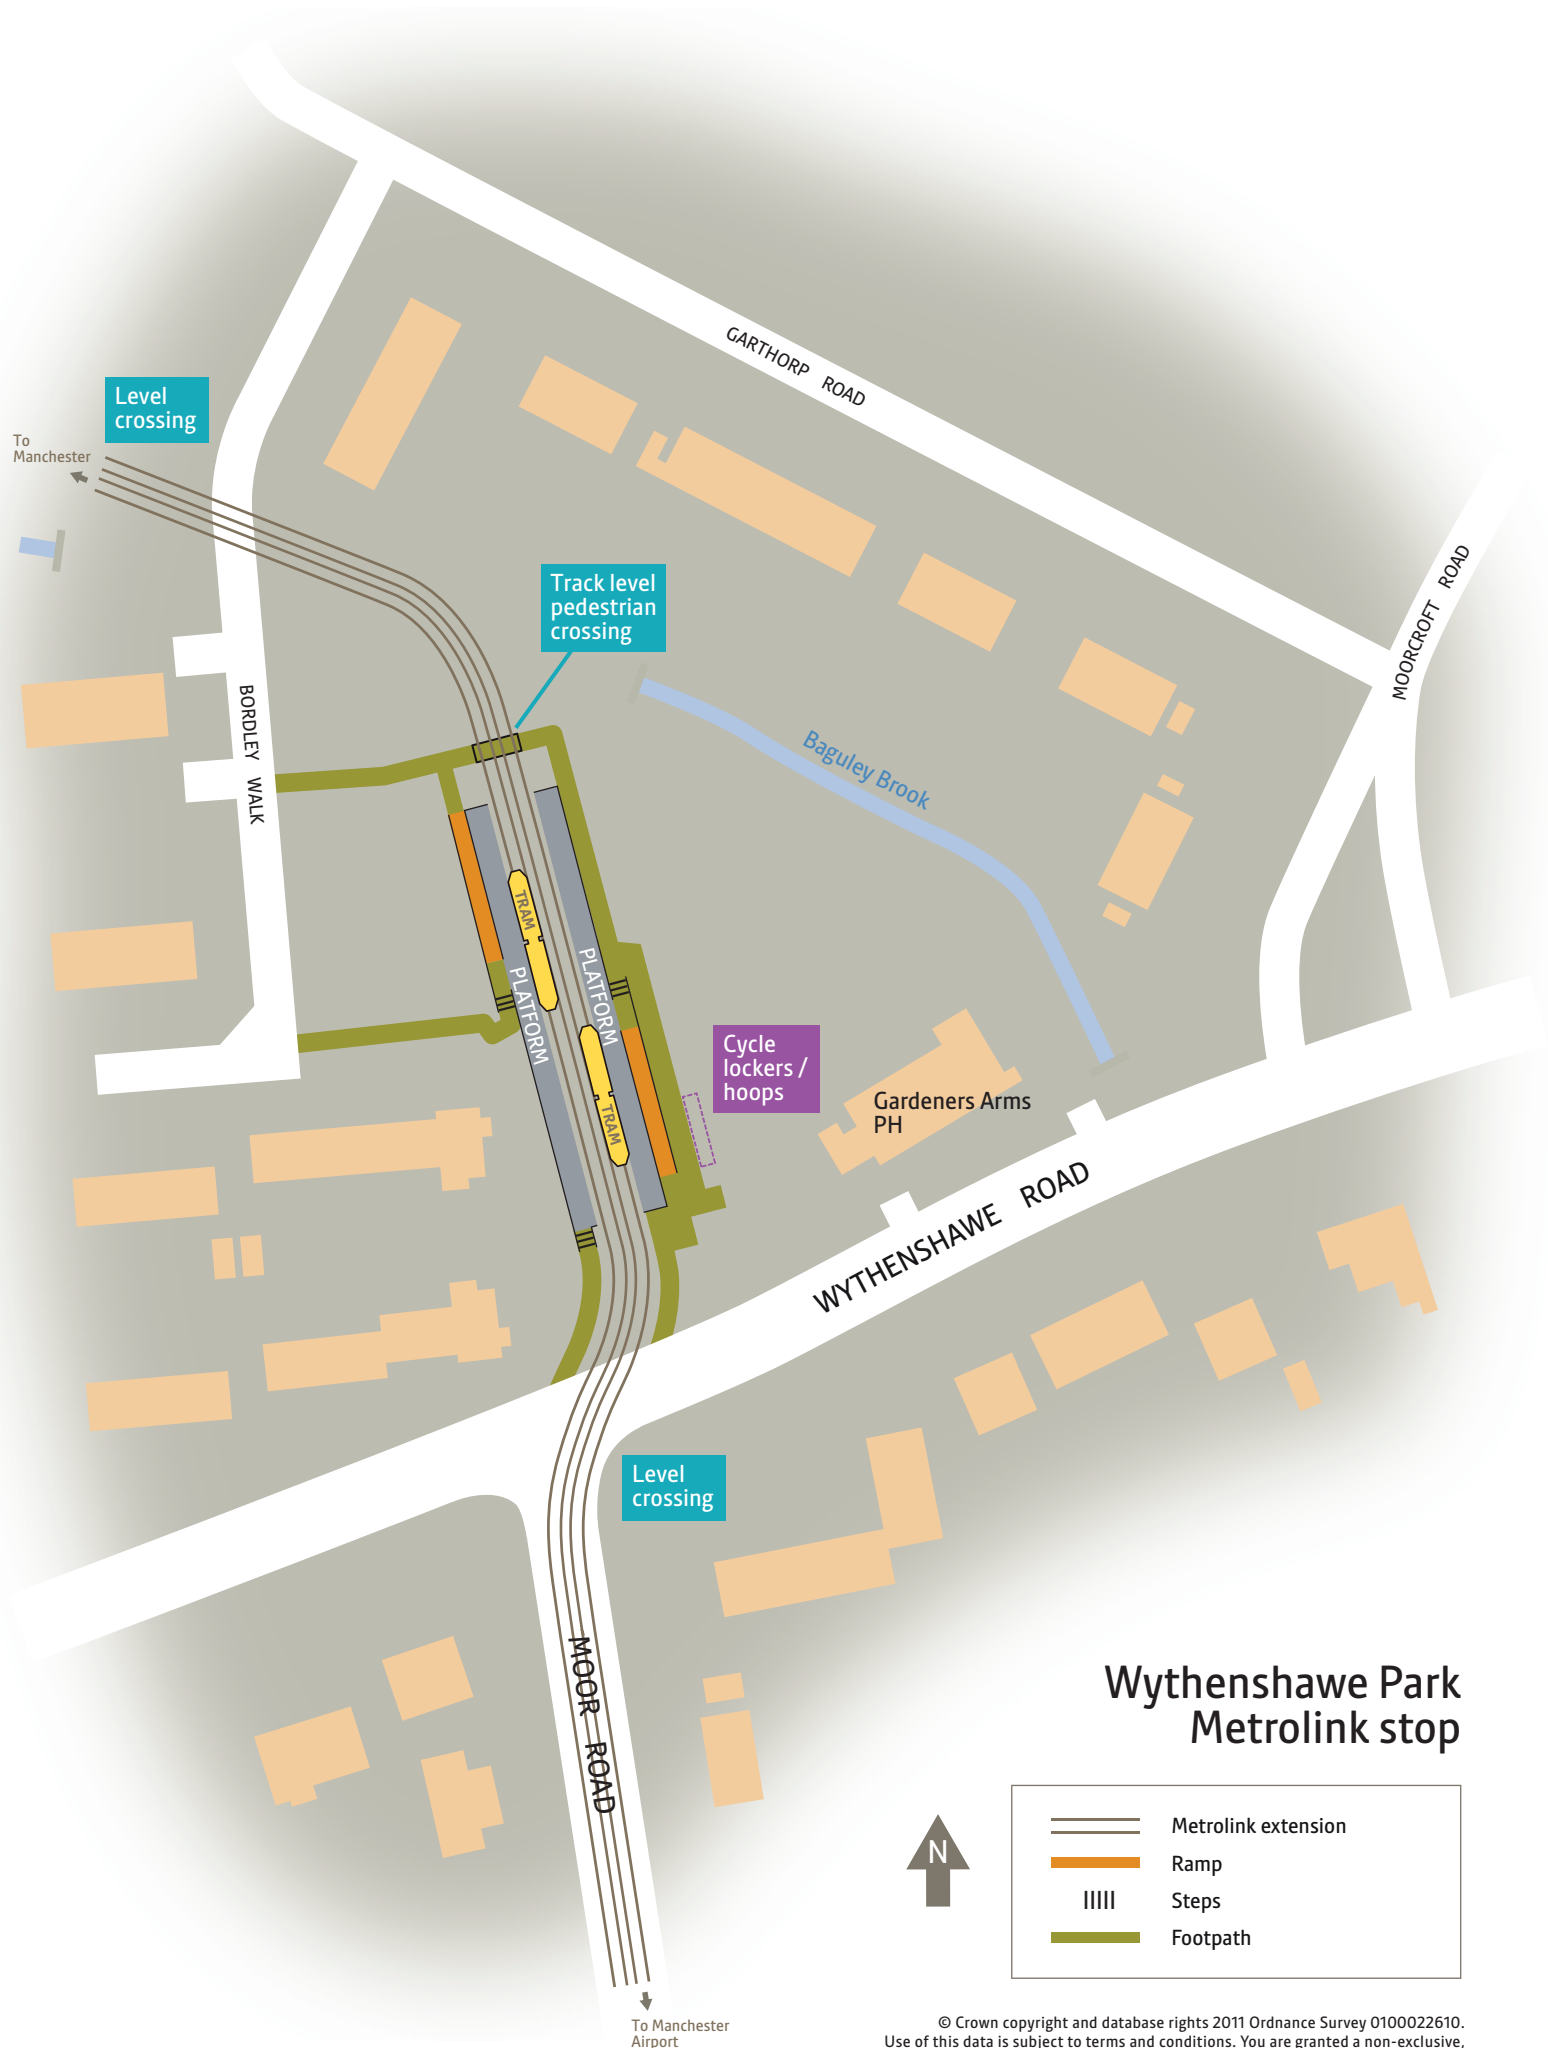 GARTHORP ROAD
Level
crossing
To
Manchester
MOORCROFT ROAD
Track level
pedestrian
crossing
BORDLEY WALK
Baguley Brook
TRAM
PLATFORM
PLATFORM
TRAM
Cycle
lockers /
hoops
Gardeners Arms
PH
WYTHENSHAWE ROAD
Level
crossing
MOOR ROAD
Wythenshawe Park
Metrolink stop
N
Metrolink extension
Ramp
Steps
Footpath
To Manchester
Airport
© Crown copyright and database rights 2011 Ordnance Survey 0100022610.
Use of this data is subject to terms and conditions. You are granted a non-exclusive,